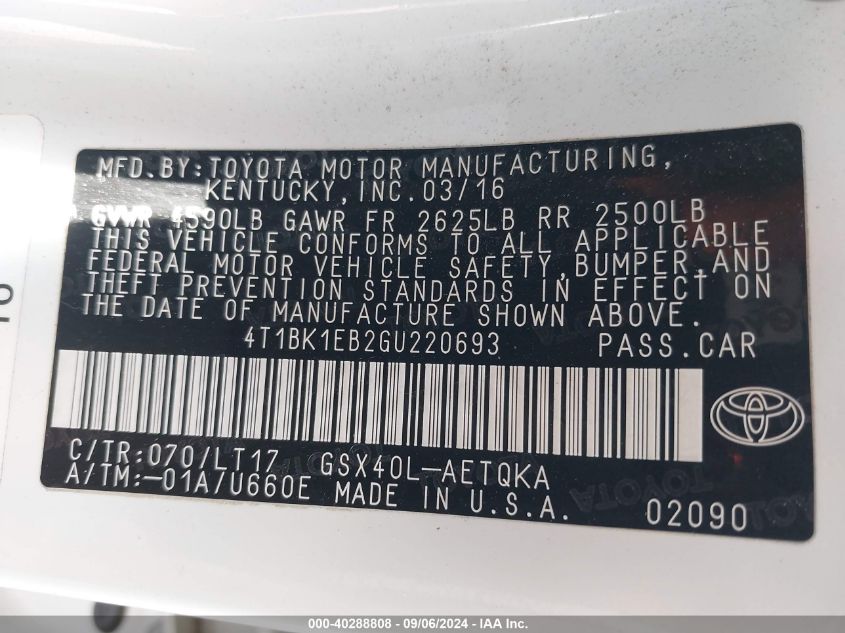 MFD.BY:TOYOTA MOTOR MANUFACTURING,
KENTUCKY,INC.03/16
GVWR 4590LB GAWR FR 2625LB RR 2500LB
THIS VEHICLE CONFORMS TO ALL APPLICABLE
FEDERAL MOTOR VEHICLE SAFETY,BUMPER,AND
THEFT PREVENTION STANDARDS IN EFFECT ON
THE DATE OF MANUFACTURE SHOWN ABOVE.
4T1BK1EB2GU220693 PASS.CAR
C/TR:070/LT17 GSX40L-AETQKA
A/TM:-01A/U660E MADE IN U.S.A.
02090
000-40288808 - 09/06/2024 - IAA Inc.